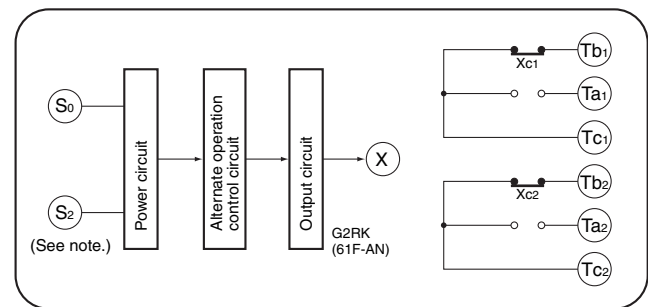 S0
S2
(See note.)
Power circuit
Alternate operation
control circuit
Output circuit
X
G2RK
(61F-AN)
Xc1
Tb1
Ta1
Tc1
Xc2
Tb2
Ta2
Tc2